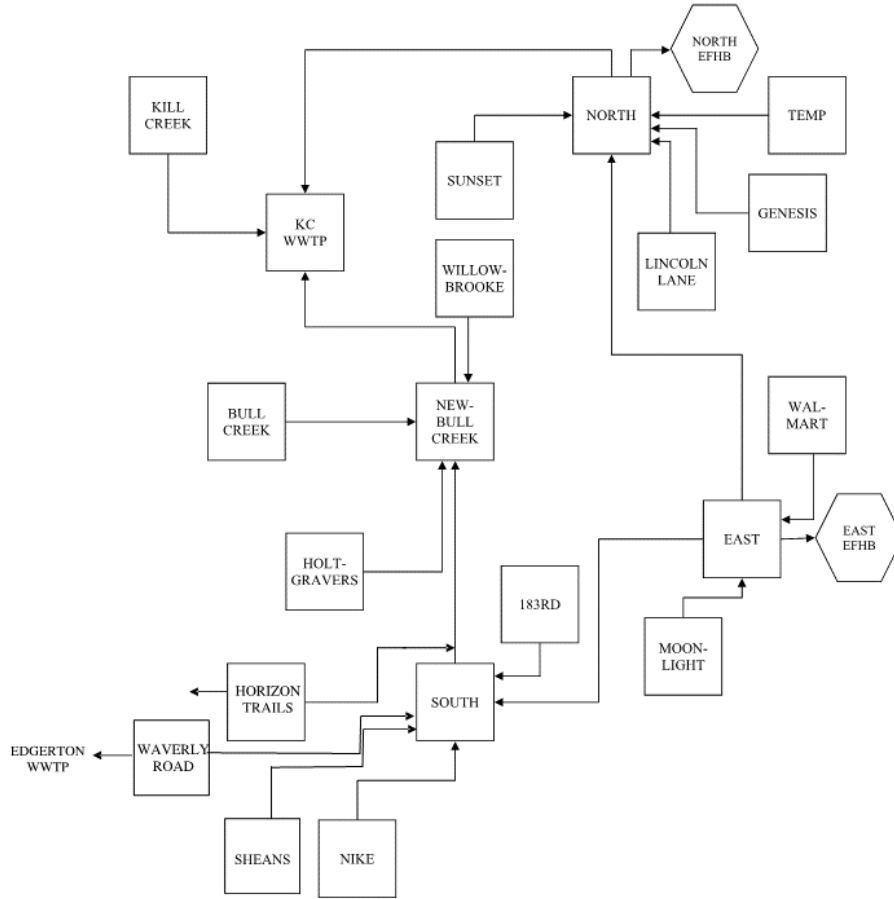 NORTH
EFHB
KILL
CREEK
NORTH
TEMP
SUNSET
GENESIS
KC
WWTP
LINCOLN
LANE
WILLOW-
BROOKE
BULL
CREEK
NEW-
BULL
CREEK
WAL-
MART
EAST
EAST
EFHB
HOLT-
GRAVERS
183RD
MOON-
LIGHT
HORIZON
TRAILS
SOUTH
EDGERTON
WWTP
WAVERLY
ROAD
SHEANS
NIKE